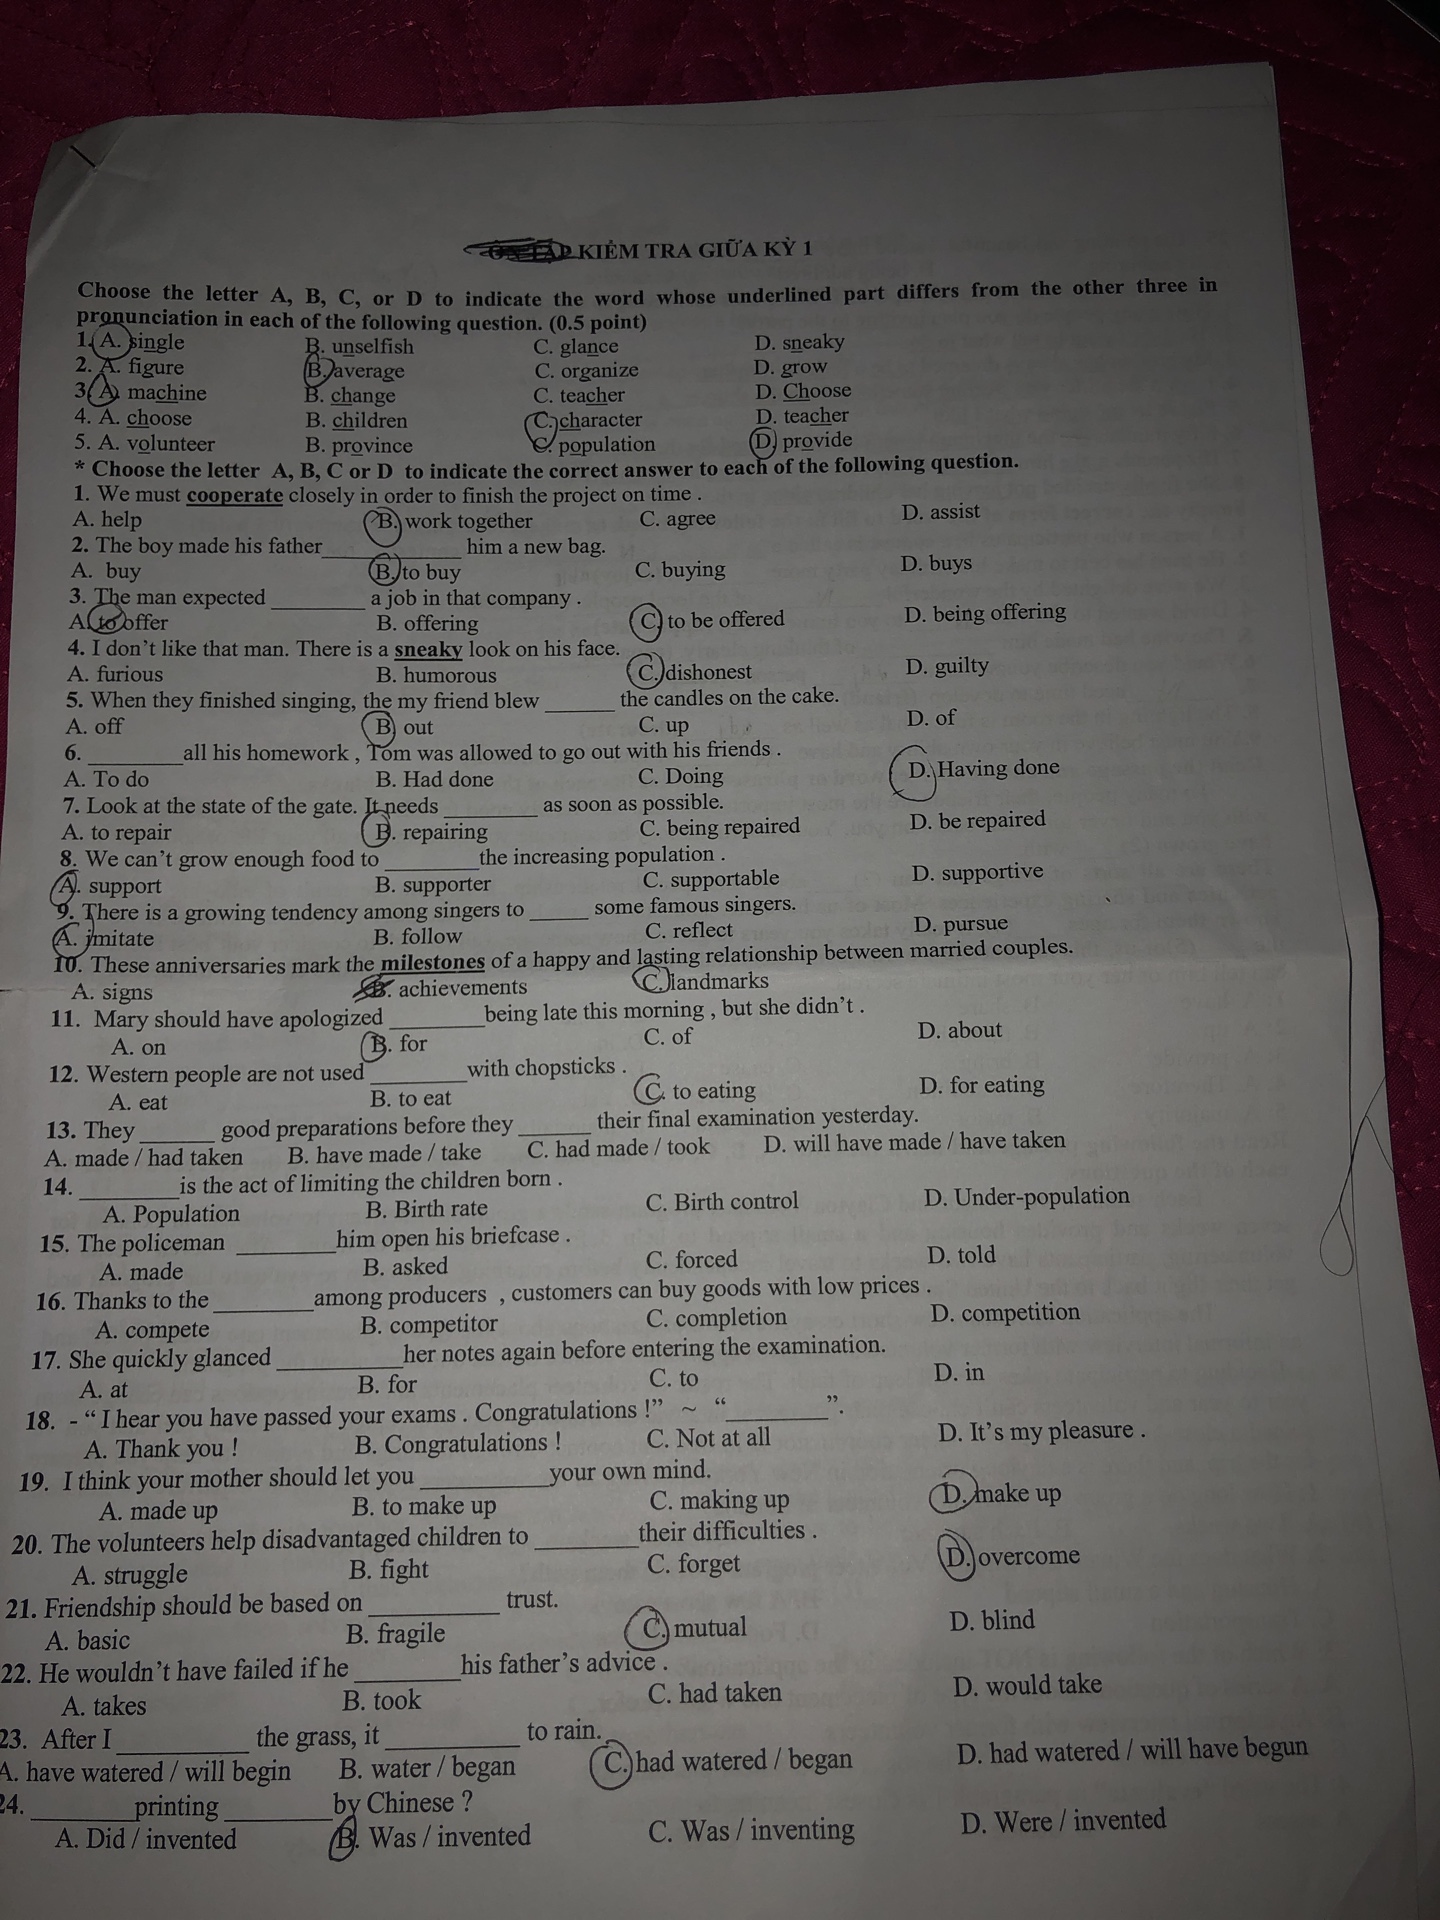 KIỂM TRA GIỮA KỲ 1
Choose the letter A, B, C, or D to indicate the word whose underlined part differs from the other three in
pronunciation in each of the following question. (0.5 point)
1. A. single B. unselfish C. glance D. sneaky
2. A. figure B. average C. organize D. grow
3. A. machine B. change C. teacher D. Choose
4. A. choose B. children C. character D. teacher
5. A. volunteer B. province C. population D. provide
* Choose the letter A, B, C or D to indicate the correct answer to each of the following question.
1. We must cooperate closely in order to finish the project on time .
A. help B. work together C. agree D. assist
2. The boy made his father____________ him a new bag.
A. buy B. to buy C. buying D. buys
3. The man expected ________ a job in that company .
A. to offer B. offering C. to be offered D. being offering
4. I don't like that man. There is a sneaky look on his face.
A. furious B. humorous C. dishonest D. guilty
5. When they finished singing, the my friend blew ______ the candles on the cake.
A. off B. out C. up D. of
6. ________all his homework , Tom was allowed to go out with his friends .
A. To do B. Had done C. Doing D. Having done
7. Look at the state of the gate. It needs ________ as soon as possible.
A. to repair B. repairing C. being repaired D. be repaired
8. We can't grow enough food to ________the increasing population .
A. support B. supporter C. supportable D. supportive
9. There is a growing tendency among singers to _____ some famous singers.
A. imitate B. follow C. reflect D. pursue
10. These anniversaries mark the milestones of a happy and lasting relationship between married couples.
A. signs B. achievements C. landmarks
11. Mary should have apologized ________being late this morning , but she didn't .
A. on B. for C. of D. about
12. Western people are not used ________with chopsticks .
A. eat B. to eat C. to eating D. for eating
13. They ______ good preparations before they ______ their final examination yesterday.
A. made / had taken B. have made / take C. had made / took D. will have made / have taken
14. ________is the act of limiting the children born .
A. Population B. Birth rate C. Birth control D. Under-population
15. The policeman ________him open his briefcase .
A. made B. asked C. forced D. told
16. Thanks to the ________among producers , customers can buy goods with low prices .
A. compete B. competitor C. completion D. competition
17. She quickly glanced __________her notes again before entering the examination.
A. at B. for C. to D. in
18. - “ I hear you have passed your exams . Congratulations !” ~ “________”.
A. Thank you ! B. Congratulations ! C. Not at all D. It's my pleasure .
19. I think your mother should let you __________your own mind.
A. made up B. to make up C. making up D. make up
20. The volunteers help disadvantaged children to ________their difficulties .
A. struggle B. fight C. forget D. overcome
21. Friendship should be based on __________ trust.
A. basic B. fragile C. mutual D. blind
22. He wouldn't have failed if he ________his father's advice .
A. takes B. took C. had taken D. would take
23. After I __________ the grass, it __________ to rain.
A. have watered / will begin B. water / began C. had watered / began D. had watered / will have begun
24. ________printing ________by Chinese ?
A. Did / invented B. Was / invented C. Was / inventing D. Were / invented